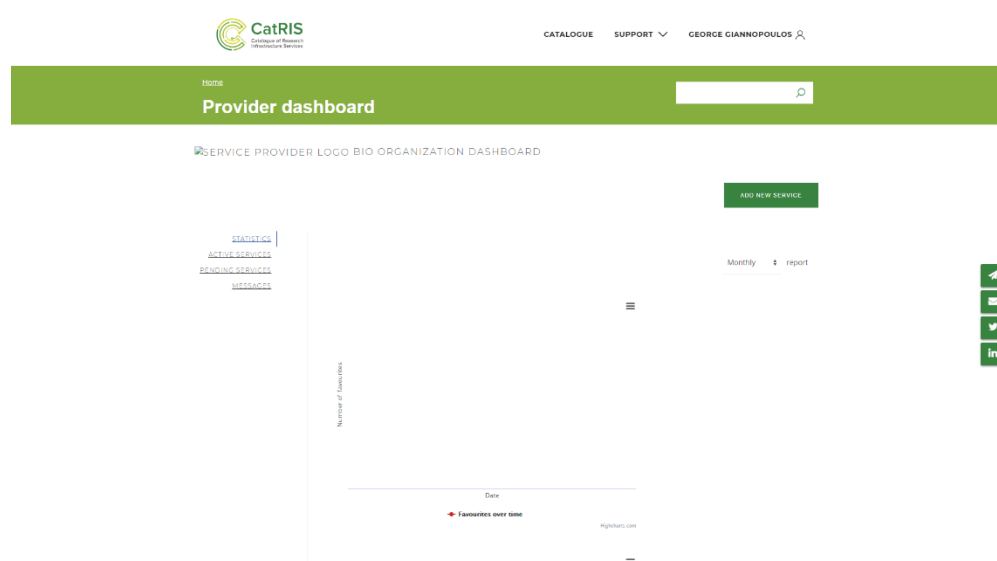 CatRIS
Catalogue of Research
Infrastructure Services
CATALOGUE SUPPORT GEORGE GIANNOPOULOS
Home
Provider dashboard
SERVICE PROVIDER LOGO BIO ORGANIZATION DASHBOARD
ADD NEW SERVICE
STATISTICS
ACTIVE SERVICES
PENDING SERVICES
MESSAGES
Monthly report
Number of favourites
Date
Favourites over time
Highcharts.com